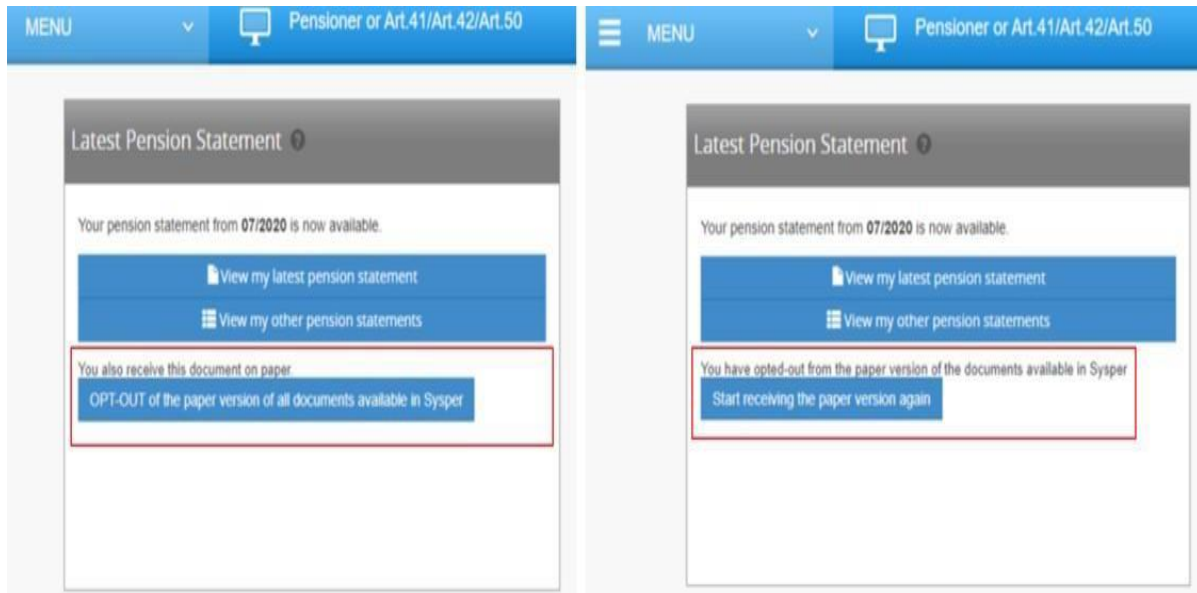 MENU
Pensioner or Art.41/Art.42/Art.50
Latest Pension Statement ?
Your pension statement from 07/2020 is now available.
View my latest pension statement
View my other pension statements
You also receive this document on paper
OPT-OUT of the paper version of all documents available in Sysper
MENU
Pensioner or Art.41/Art.42/Art.50
Latest Pension Statement ?
Your pension statement from 07/2020 is now available.
View my latest pension statement
View my other pension statements
You have opted-out from the paper version of the documents available in Sysper
Start receiving the paper version again